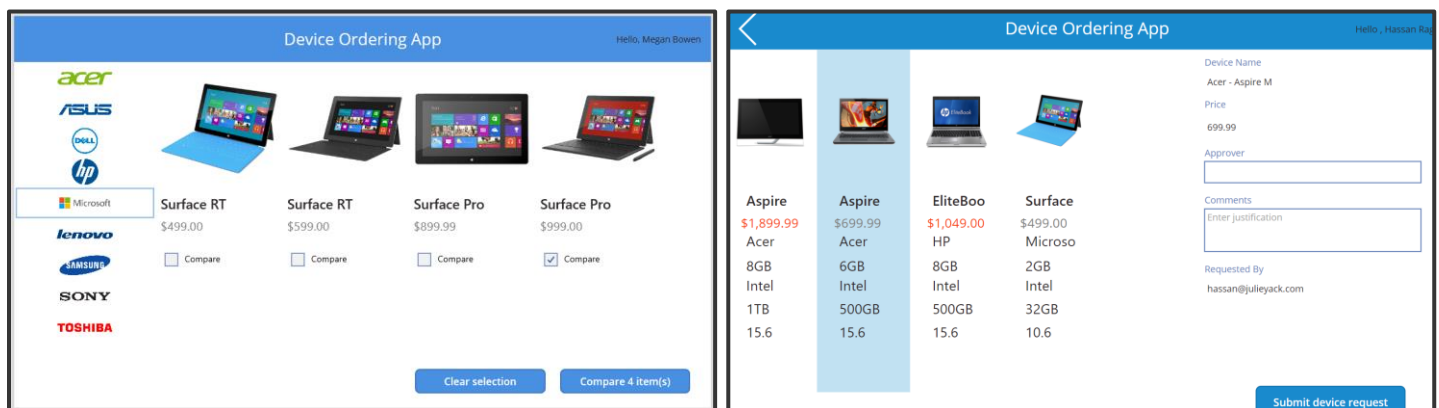 Device Ordering App
Hello, Megan Bowen
acer
ASUS
DELL
hp
Microsoft
lenovo
SAMSUNG
SONY
TOSHIBA
Surface RT Surface RT Surface Pro Surface Pro
$499.00 $599.00 $899.99 $999.00
Compare Compare Compare Compare
Clear selection Compare 4 item(s)
Device Ordering App
Hello , Hassan Rag
Aspire Aspire EliteBoo Surface
$1,899.99 $699.99 $1,049.00 $499.00
Acer Acer HP Microso
8GB 6GB 8GB 2GB
Intel Intel Intel Intel
1TB 500GB 500GB 32GB
15.6 15.6 15.6 10.6
Device Name
Acer - Aspire M
Price
699.99
Approver
Comments
Enter justification
Requested By
hassan@julieyack.com
Submit device request